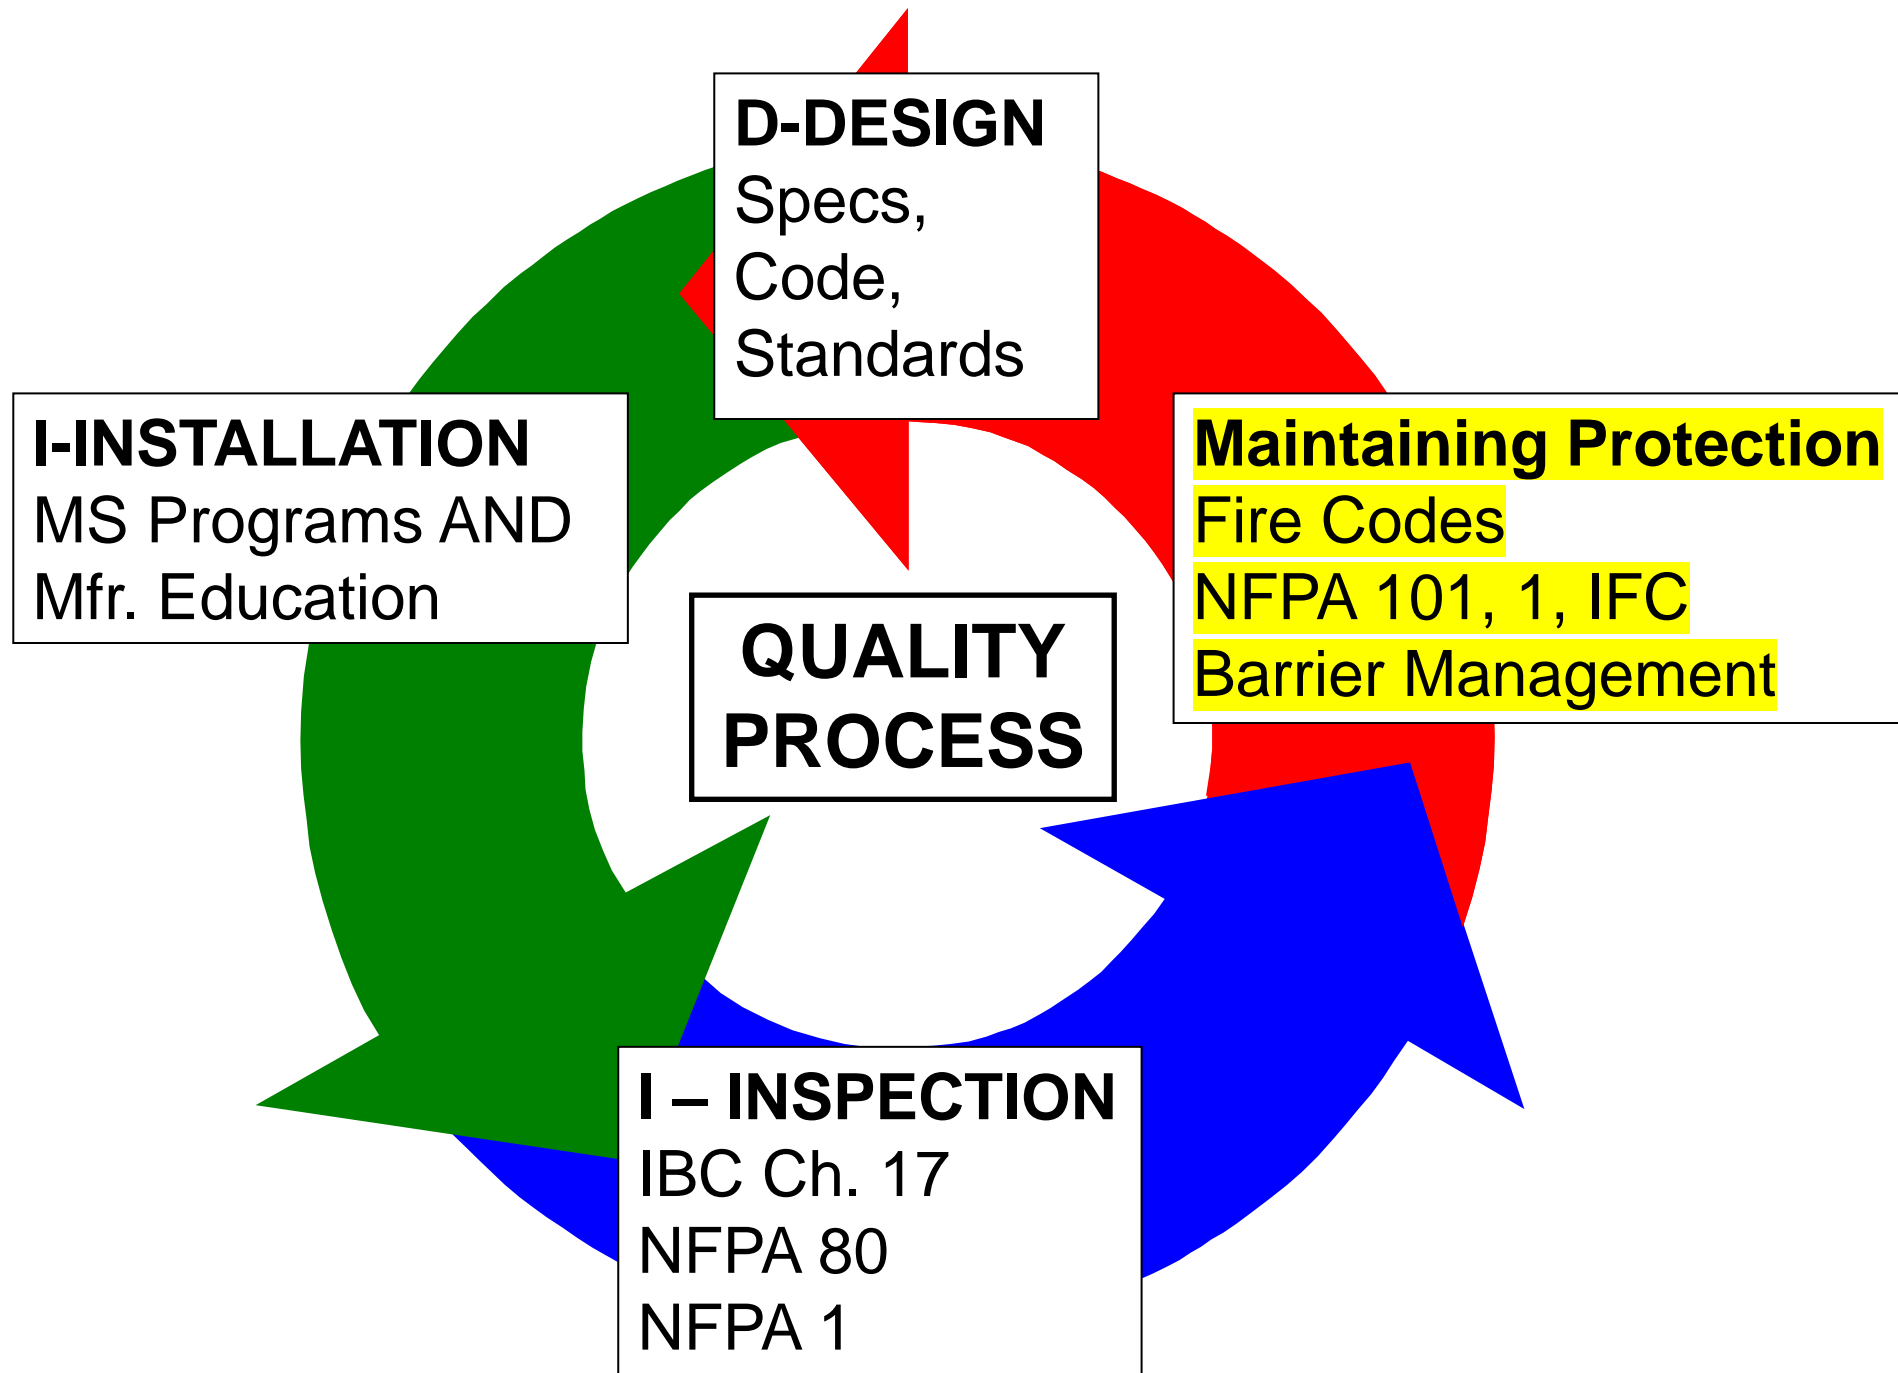 D-DESIGN
Specs,
Code,
Standards
I-INSTALLATION
MS Programs AND
Mfr. Education
Maintaining Protection
Fire Codes
NFPA 101, 1, IFC
Barrier Management
QUALITY
PROCESS
I – INSPECTION
IBC Ch. 17
NFPA 80
NFPA 1